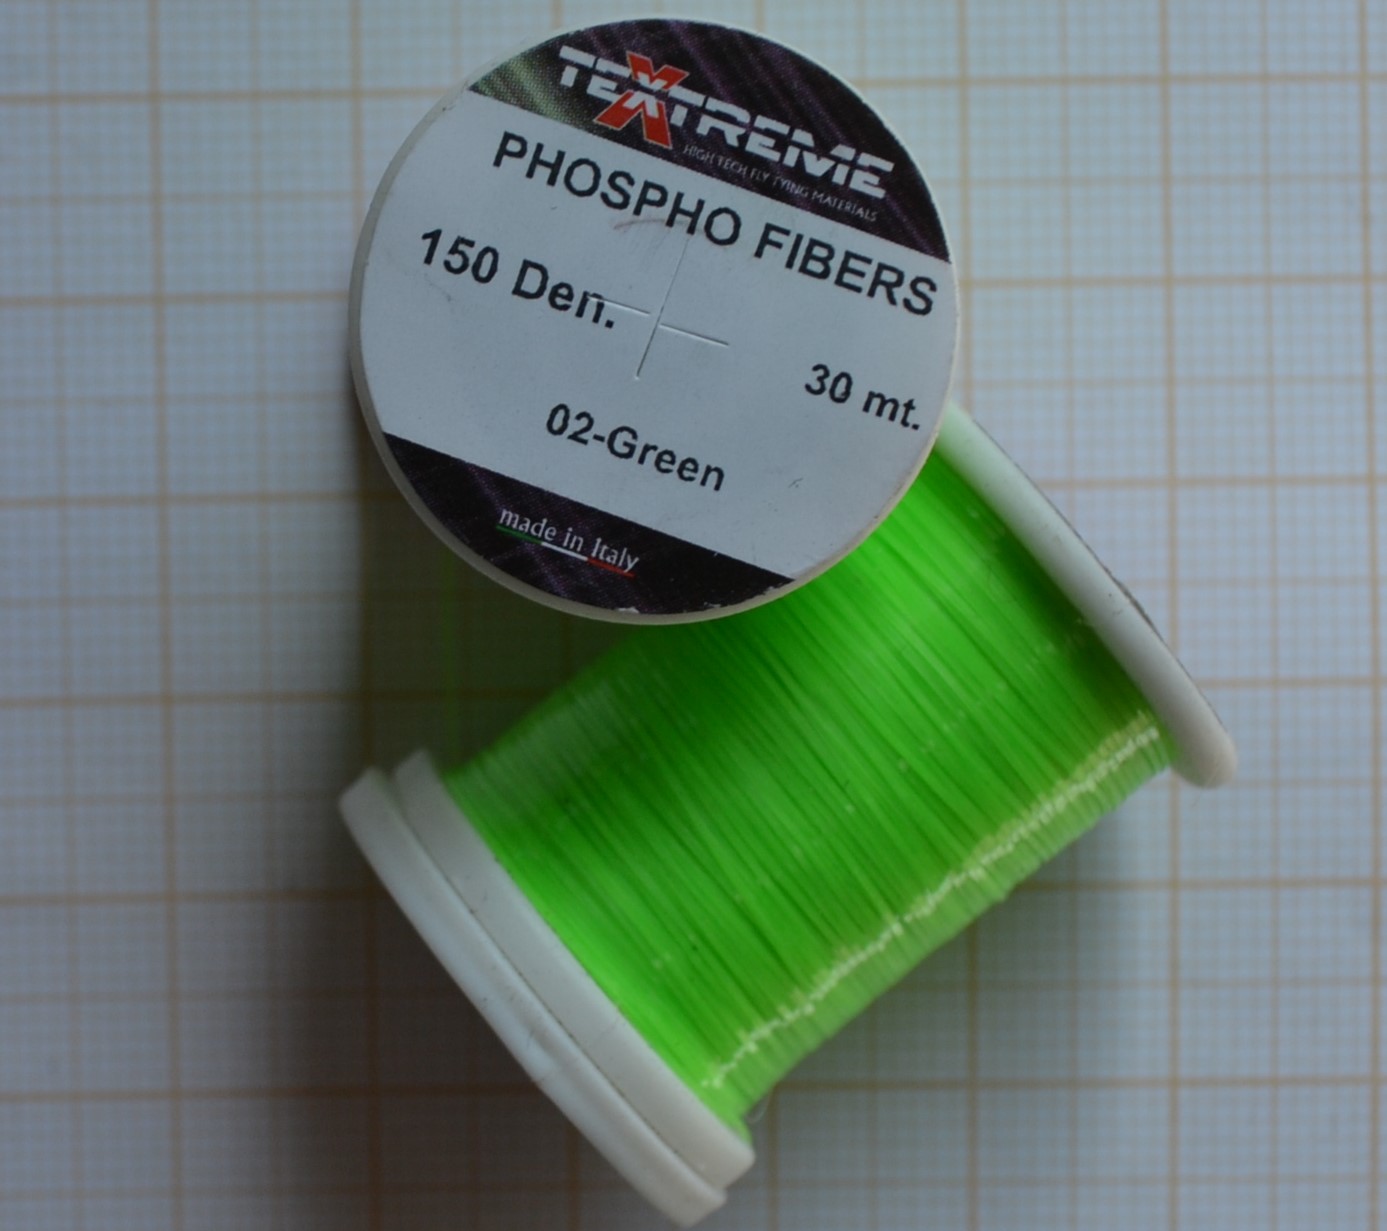 TEXTREME
HIGH TECH FLY TYING MATERIALS
PHOSPHO FIBERS
150 Den.
30 mt.
02-Green
made in Italy